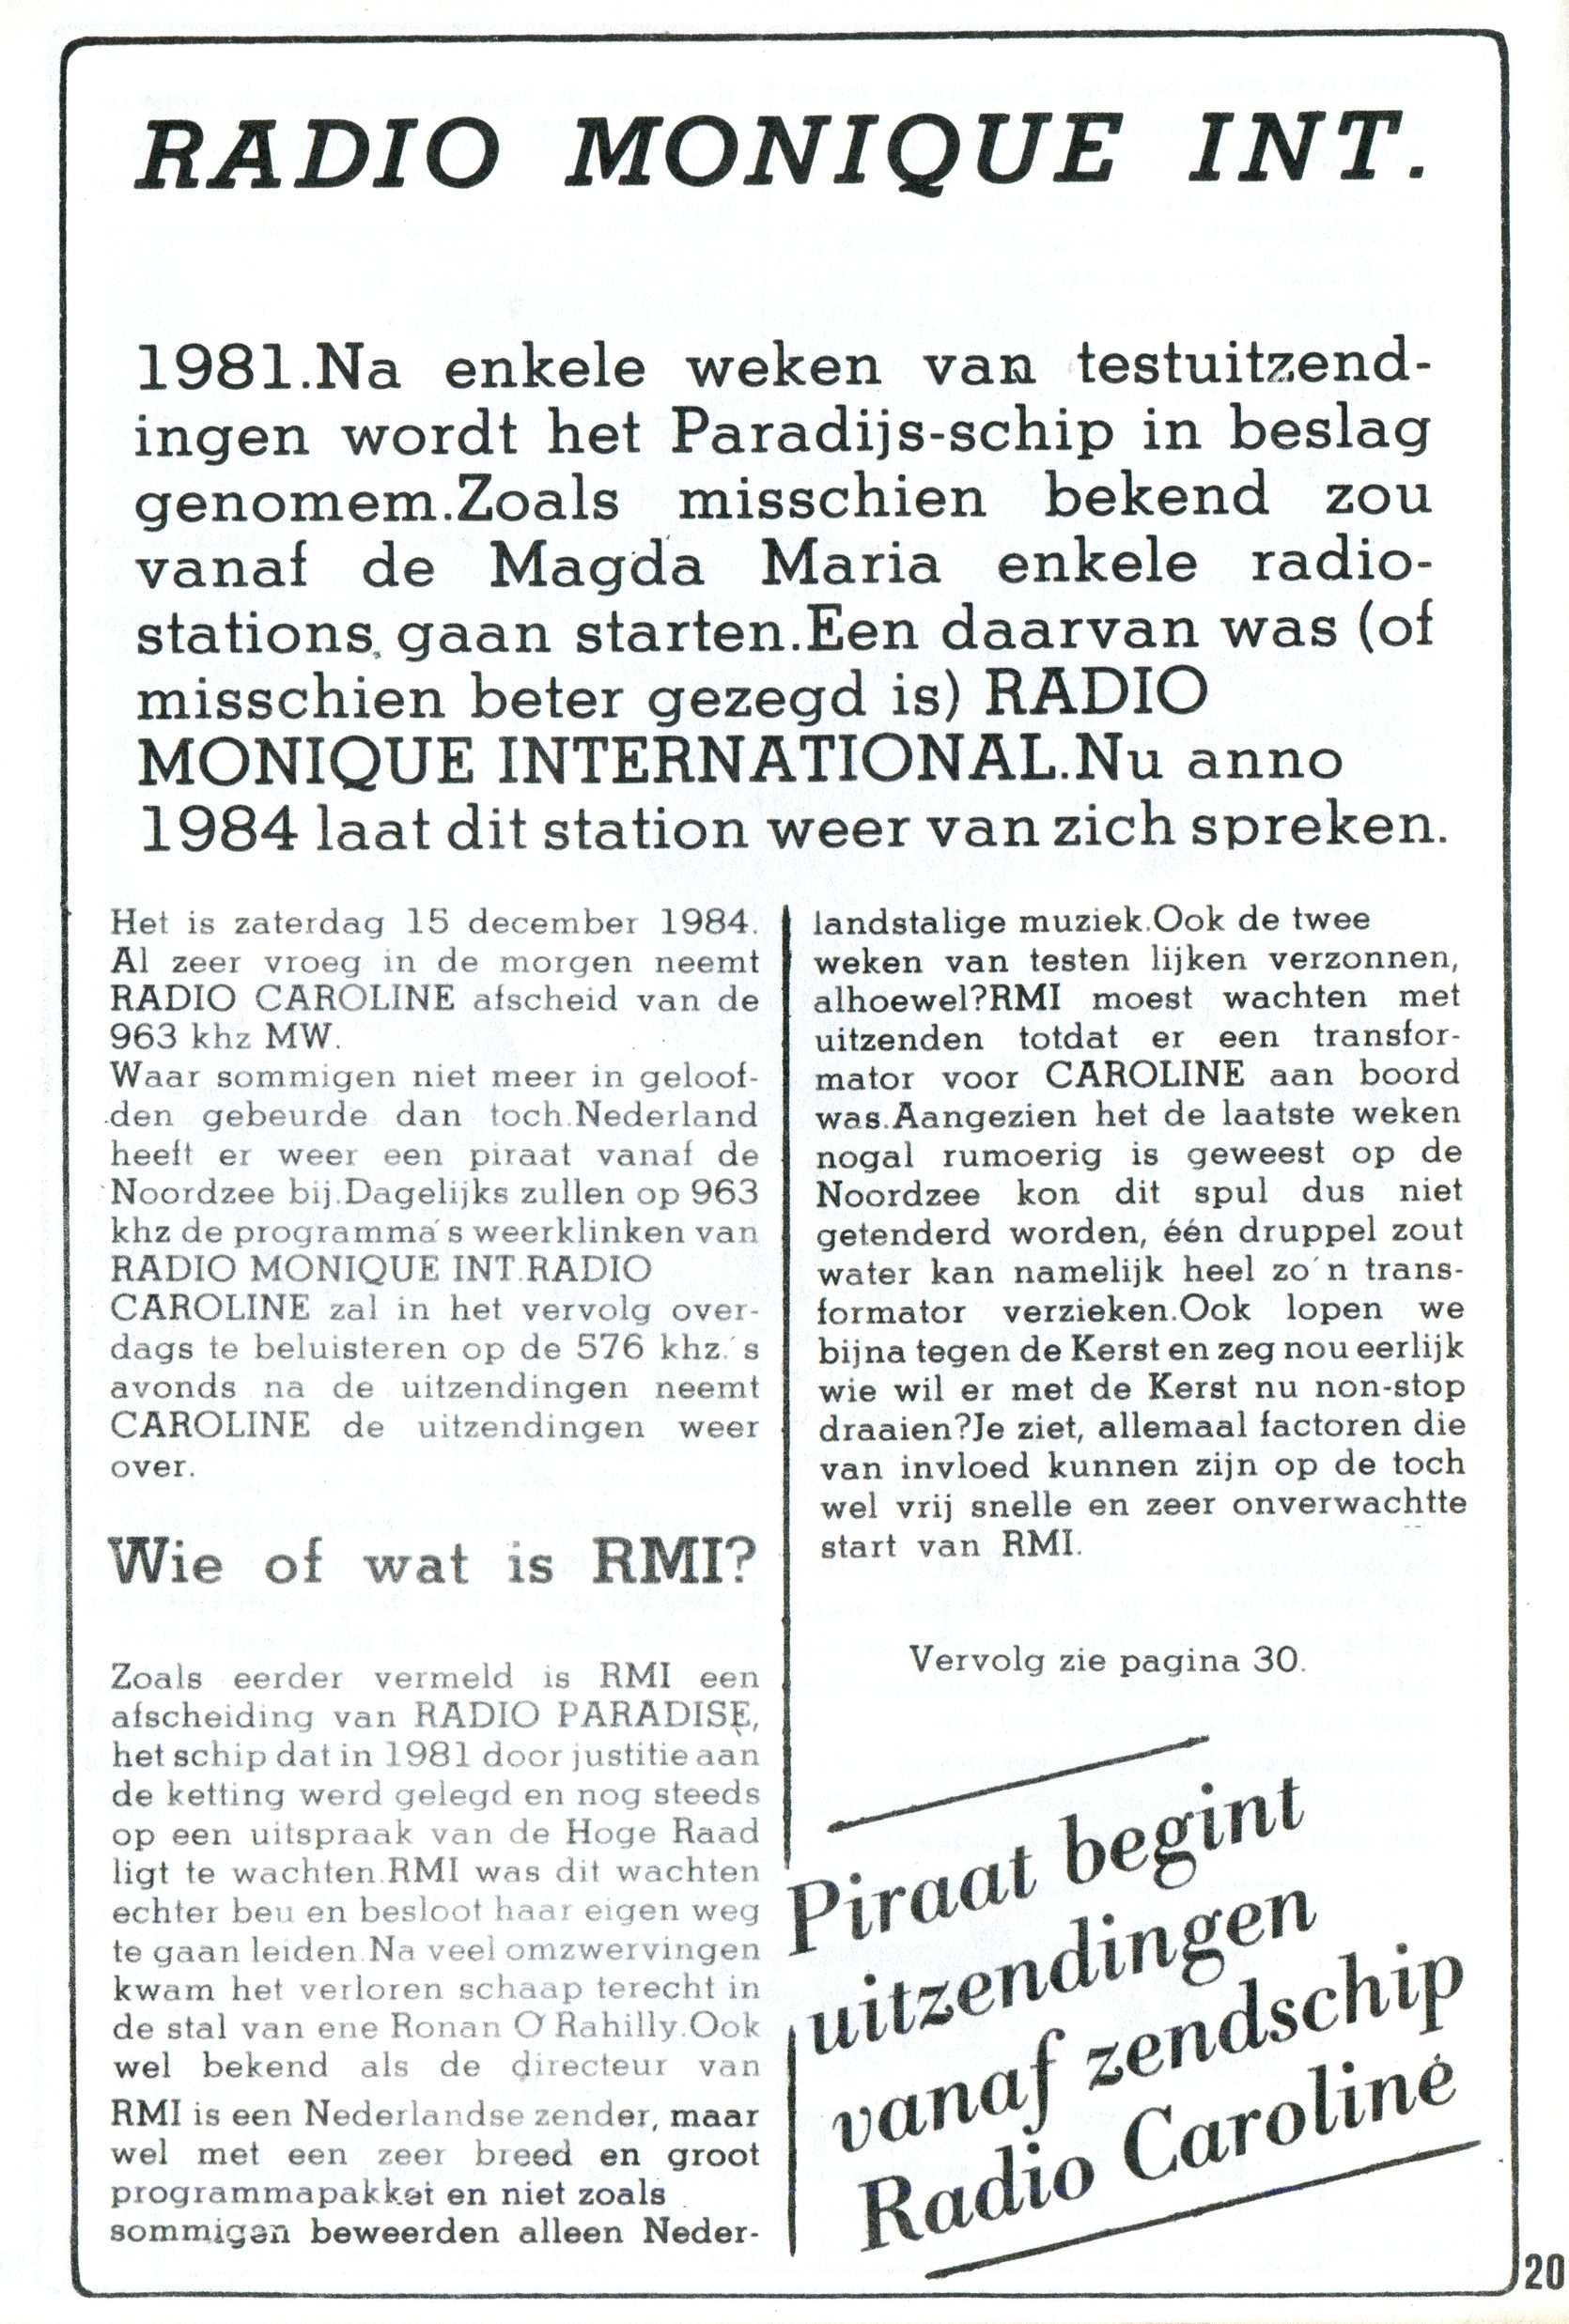 RADIO MONIQUE INT.
1981.Na enkele weken van testuitzend-
ingen wordt het Paradijs-schip in beslag
genomem.Zoals misschien bekend zou
vanaf de Magda Maria enkele radio-
stations gaan starten.Een daarvan was (of
misschien beter gezegd is) RADIO
MONIQUE INTERNATIONAL.Nu anno
1984 laat dit station weer van zich spreken.
Het is zaterdag 15 december 1984.
Al zeer vroeg in de morgen neemt
RADIO CAROLINE afscheid van de
963 khz MW.
Waar sommigen niet meer in geloof-
den gebeurde dan toch.Nederland
heeft er weer een piraat vanaf de
Noordzee bij.Dagelijks zullen op 963
khz de programma's weerklinken van
RADIO MONIQUE INT.RADIO
CAROLINE zal in het vervolg over-
dags te beluisteren op de 576 khz.'s
avonds na de uitzendingen neemt
CAROLINE de uitzendingen weer
over.
Wie of wat is RMI?
Zoals eerder vermeld is RMI een
afscheiding van RADIO PARADISE,
het schip dat in 1981 door justitie aan
de ketting werd gelegd en nog steeds
op een uitspraak van de Hoge Raad
ligt te wachten.RMI was dit wachten
echter beu en besloot haar eigen weg
te gaan leiden.Na veel omzwervingen
kwam het verloren schaap terecht in
de stal van ene Ronan O'Rahilly.Ook
wel bekend als de directeur van
RMI is een Nederlandse zender, maar
wel met een zeer breed en groot
programmapakket en niet zoals
sommigen beweerden alleen Neder-
landstalige muziek.Ook de twee
weken van testen lijken verzonnen,
alhoewel?RMI moest wachten met
uitzenden totdat er een transfor-
mator voor CAROLINE aan boord
was.Aangezien het de laatste weken
nogal rumoerig is geweest op de
Noordzee kon dit spul dus niet
getenderd worden, één druppel zout
water kan namelijk heel zo'n trans-
formator verzieken.Ook lopen we
bijna tegen de Kerst en zeg nou eerlijk
wie wil er met de Kerst nu non-stop
draaien?Je ziet, allemaal factoren die
van invloed kunnen zijn op de toch
wel vrij snelle en zeer onverwachtte
start van RMI.
Vervolg zie pagina 30.
Piraat begint
uitzendingen
vanaf zendschip
Radio Caroline
20